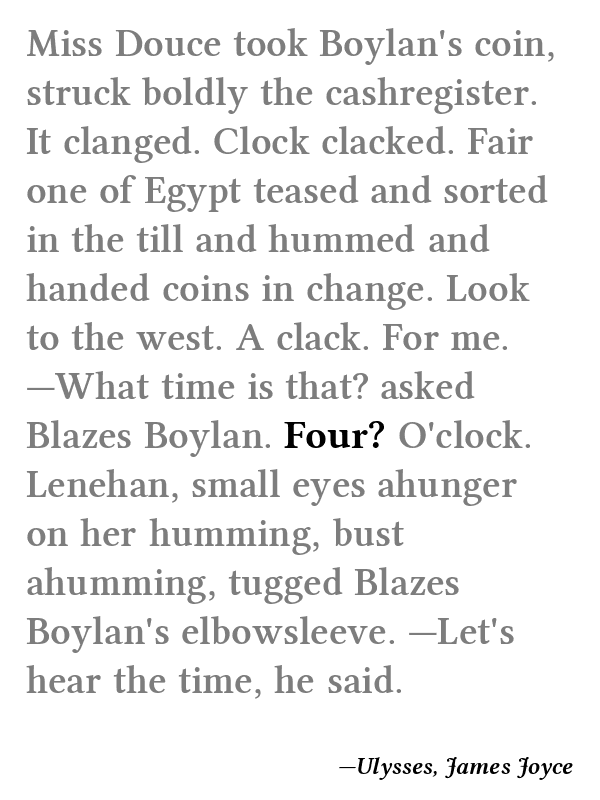 Miss Douce took Boylan's coin,
struck boldly the cashregister.
It clanged. Clock clacked. Fair
one of Egypt teased and sorted
in the till and hummed and
handed coins in change. Look
to the west. A clack. For me.
—What time is that? asked
Blazes Boylan. Four? O'clock.
Lenehan, small eyes ahunger
on her humming, bust
ahumming, tugged Blazes
Boylan's elbowsleeve. —Let's
hear the time, he said.
—Ulysses, James Joyce